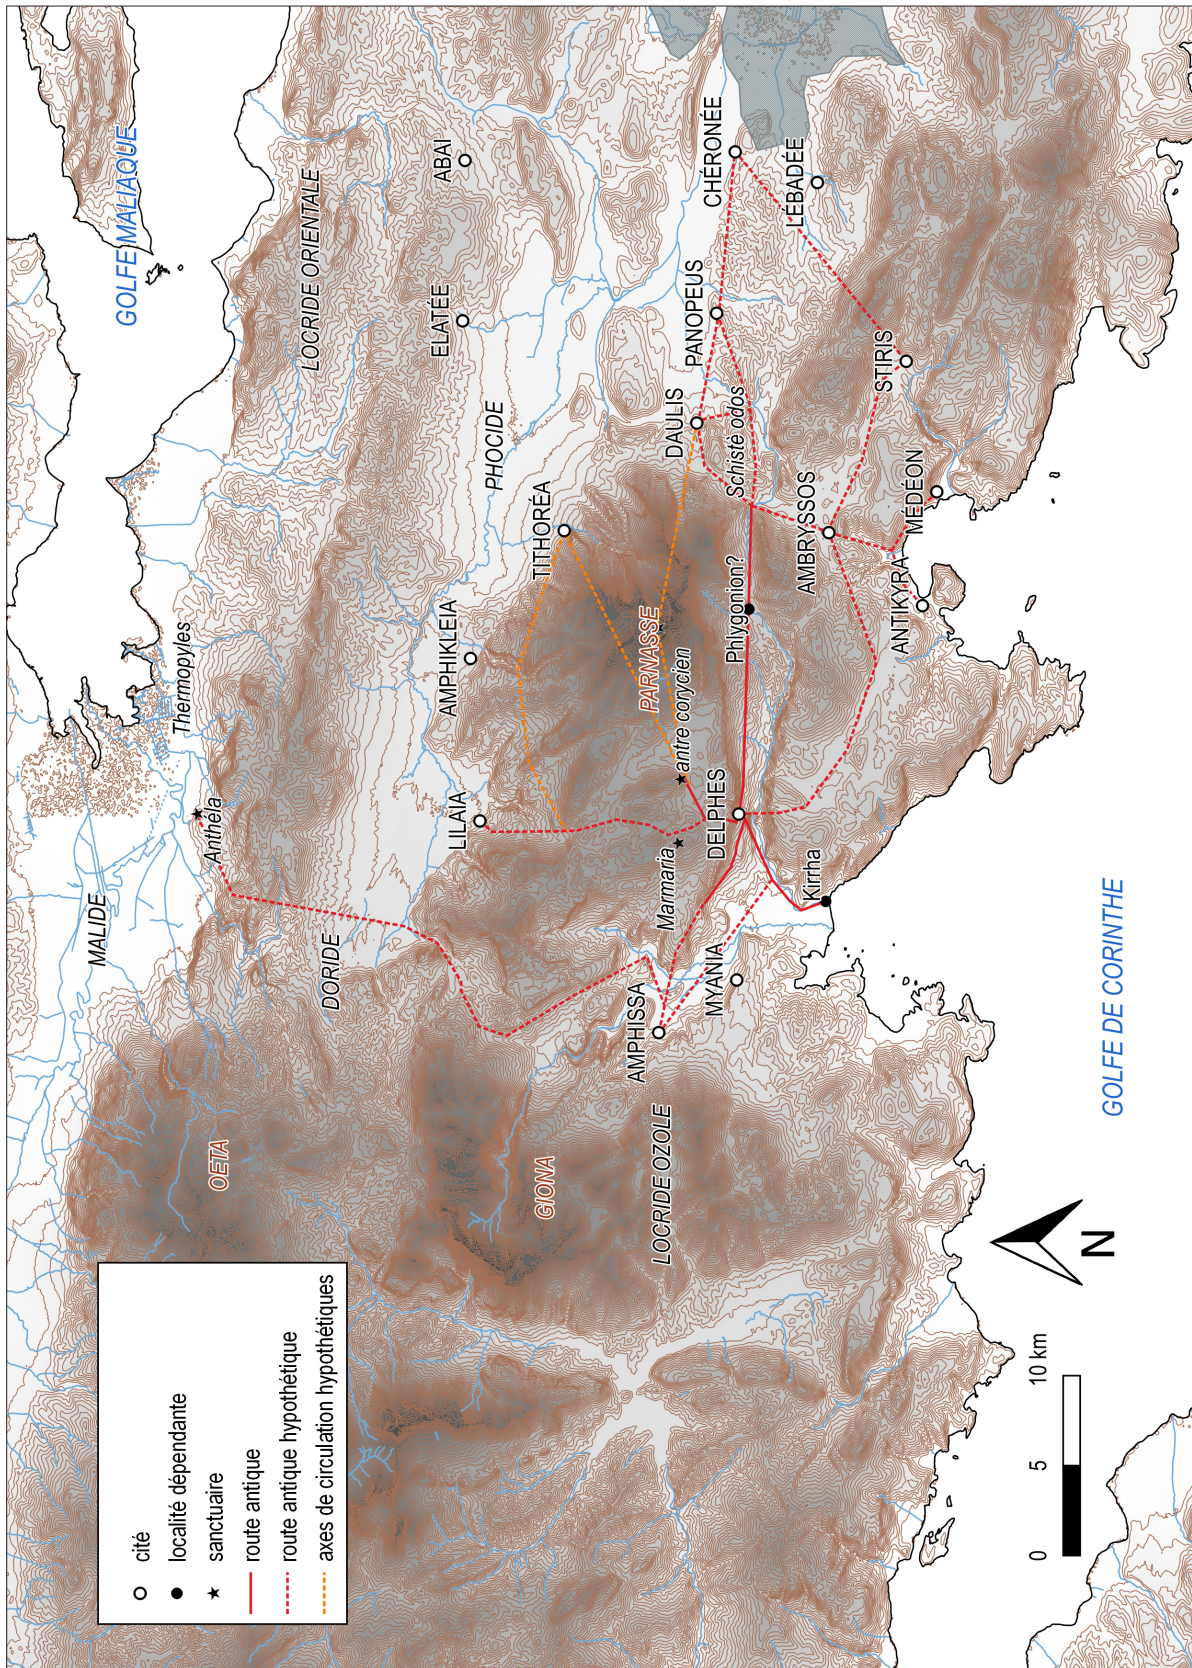 GOLFE MALIAQUE
MALIDE
Anthéla
Thermopyles
LOCRIDE ORIENTALE
OETA
DORIDE
LILAIA
AMPHIKLEIA
PHOCIDE
ELATÉE
ABAI
TITHORÉA
GIONA
PARNASSE
antre corycien
DAULIS
PANOPEUS
CHÉRONÉE
LOCRIDE OZOLE
AMPHISSA
Marmaria
MYANIA
DELPHES
Phlygonion?
Schistè odos
LÉBADÉE
Kirrha
AMBRYSSOS
STIRIS
ANTIKYRA
MÉDÉON
GOLFE DE CORINTHE
cité
localité dépendante
sanctuaire
route antique
route antique hypothétique
axes de circulation hypothétiques
0 5 10 km
N